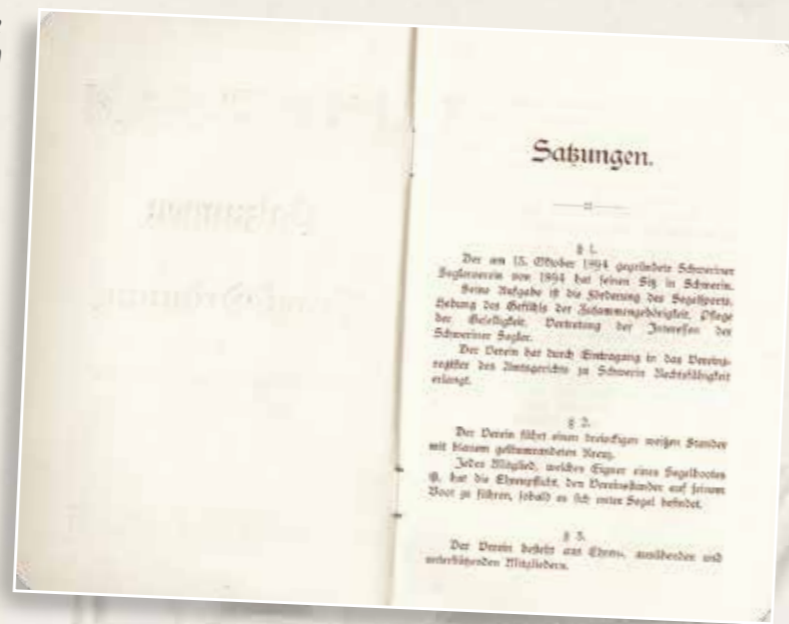 Satzungen.
§ 1.
Der am 15. Oktober 1894 gegründete Schweriner
Seglerverein von 1894 hat seinen Sitz in Schwerin.
Seine Aufgabe ist die Förderung des Segelsports,
Hebung des Gefühls der Zusammengehörigkeit, Pflege
der Geselligkeit, Vertretung der Interessen der
Schweriner Segler.
Der Verein hat durch Eintragung in das Vereins-
register des Amtsgerichts zu Schwerin Rechtsfähigkeit
erlangt.
§ 2.
Der Verein führt einen dreieckigen weißen Stander
mit blauem gelbumrandeten Kreuz.
Jedes Mitglied, welches Eigner eines Segelbootes
ist, hat die Ehrenpflicht, den Vereinsstander auf seinem
Boot zu führen, sobald es sich unter Segel befindet.
§ 3.
Der Verein besteht aus Ehren-, ausübenden und
unterstützenden Mitgliedern.